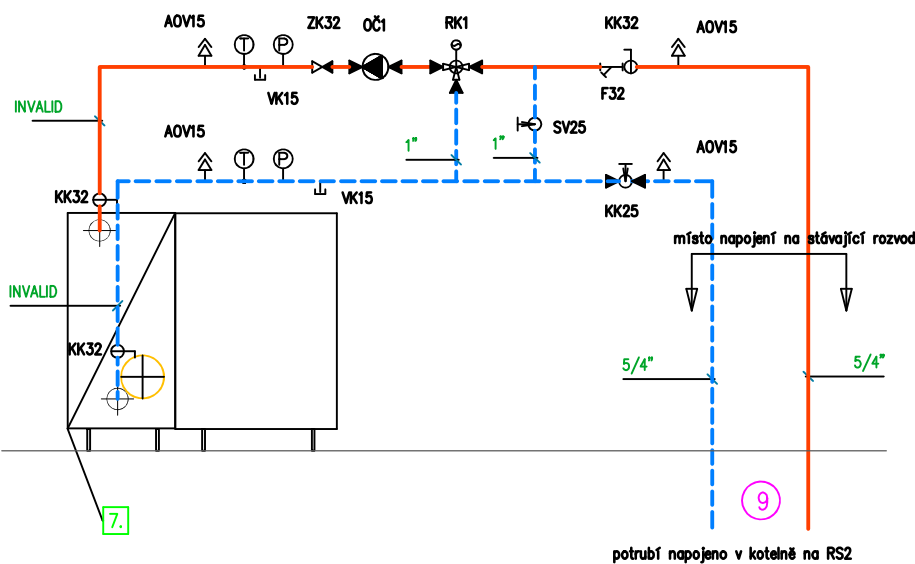 AOV15
ZK32
OČ1
RK1
KK32
AOV15
T
P
VK15
F32
INVALID
AOV15
T
P
1"
1"
SV25
AOV15
KK32
VK15
KK25
místo napojení na stávající rozvod
INVALID
KK32
5/4"
5/4"
7.
9
potrubí napojeno v kotelně na RS2